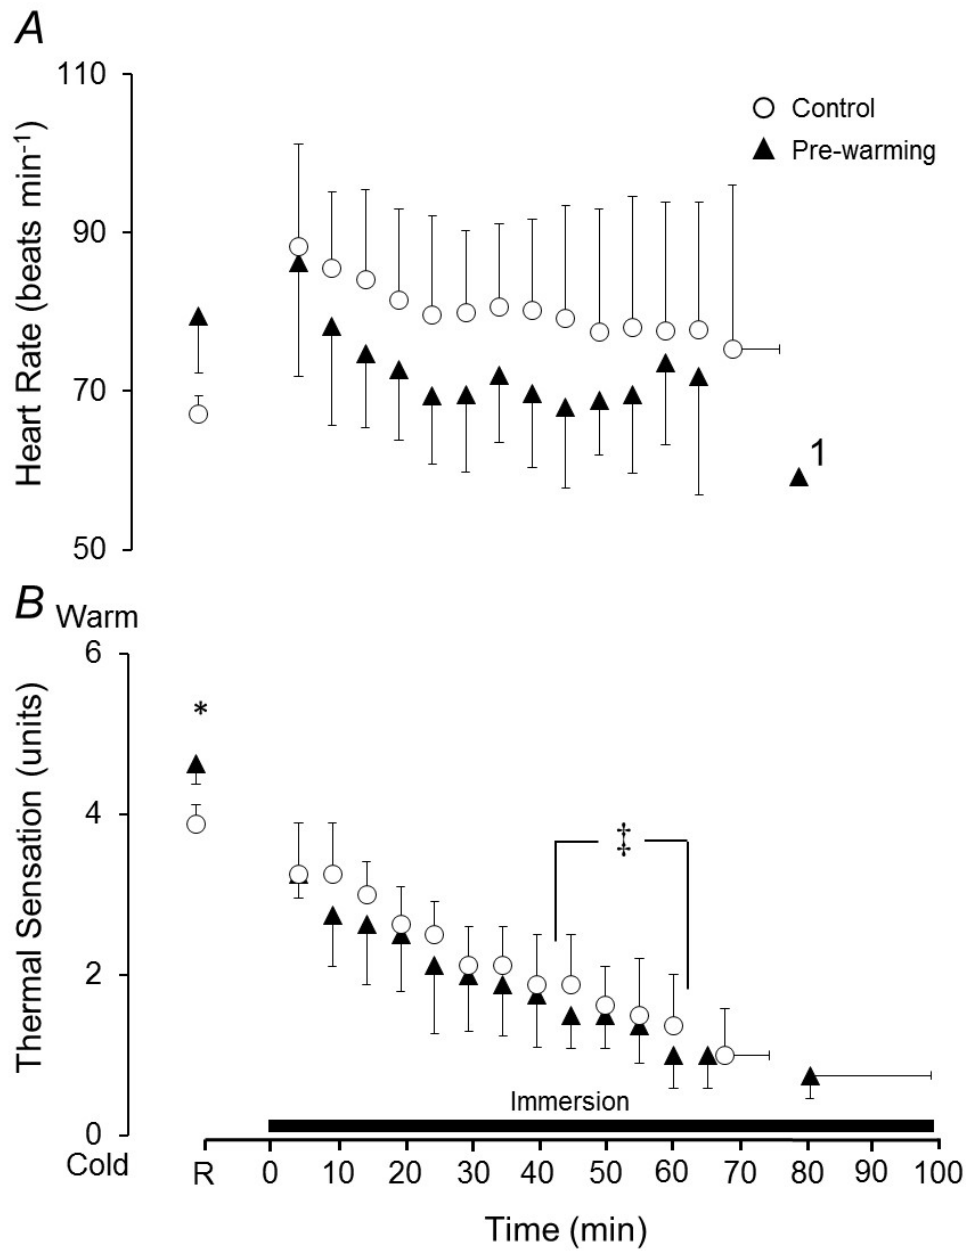 A
110
Control
Pre-warming
90
70
1
50
Heart Rate (beats min-1)
B
Warm
6
*
4
‡
2
Immersion
0
Cold
Thermal Sensation (units)
R 0 10 20 30 40 50 60 70 80 90 100
Time (min)